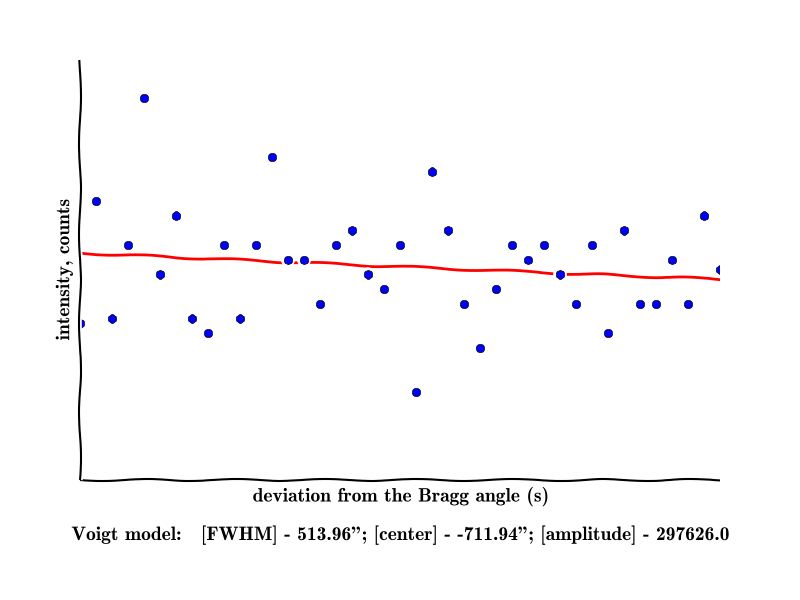 intensity, counts
deviation from the Bragg angle (s)
Voigt model: [FWHM] - 513.96”; [center] - -711.94”; [amplitude] - 297626.0